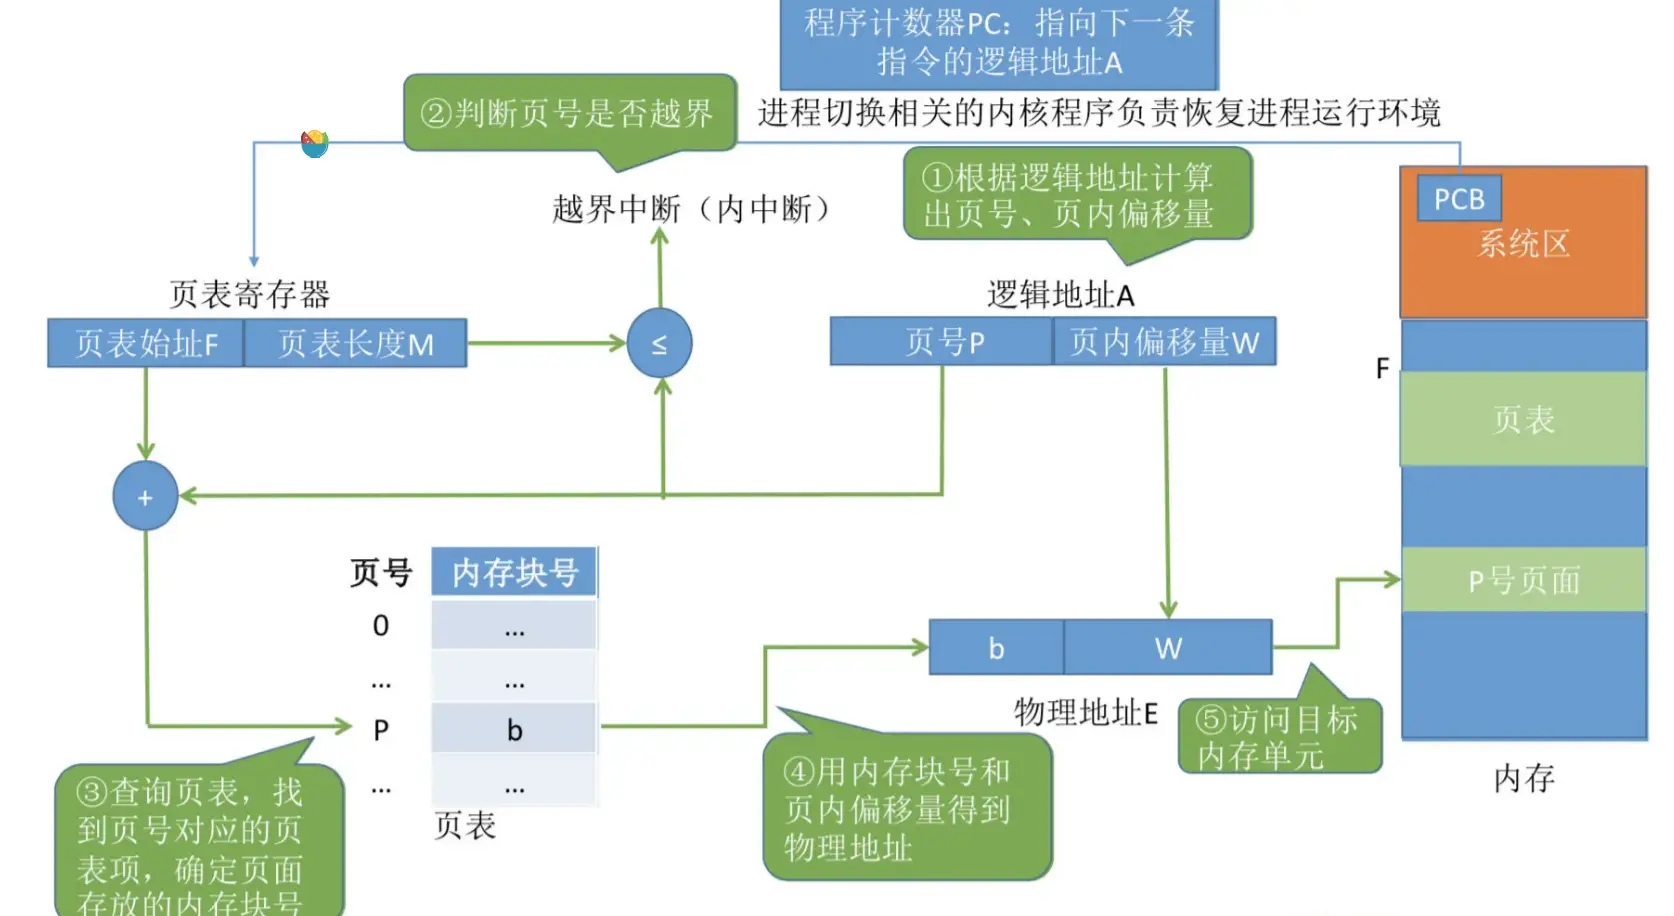 程序计数器PC：指向下一条
指令的逻辑地址A
②判断页号是否越界
进程切换相关的内核程序负责恢复进程运行环境
①根据逻辑地址计算
出页号、页内偏移量
越界中断（内中断）
PCB
系统区
页表寄存器
逻辑地址A
页表始址F
页表长度M
≤
页号P
页内偏移量W
F
页表
+
页号
内存块号
0
...
...
...
P
b
...
...
页表
P号页面
b
W
物理地址E
③查询页表，找
到页号对应的页
表项，确定页面
存放的内存块号
④用内存块号和
页内偏移量得到
物理地址
⑤访问目标
内存单元
内存